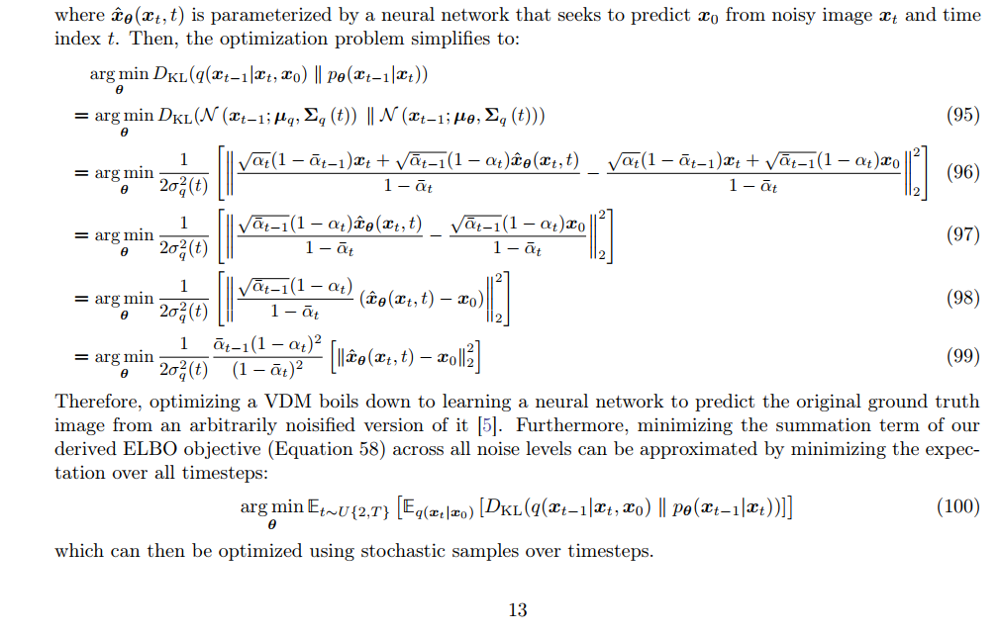 where $\hat{\boldsymbol{x}}_{\boldsymbol{\theta}}(\boldsymbol{x}_t, t)$ is parameterized by a neural network that seeks to predict $\boldsymbol{x}_0$ from noisy image $\boldsymbol{x}_t$ and time
index $t$. Then, the optimization problem simplifies to:
$\underset{\boldsymbol{\theta}}{\arg\min}\, D_{\mathrm{KL}}(q(\boldsymbol{x}_{t-1}|\boldsymbol{x}_t, \boldsymbol{x}_0) \parallel p_{\boldsymbol{\theta}}(\boldsymbol{x}_{t-1}|\boldsymbol{x}_t))$
$= \underset{\boldsymbol{\theta}}{\arg\min}\, D_{\mathrm{KL}}(\mathcal{N}(\boldsymbol{x}_{t-1}; \boldsymbol{\mu}_q, \boldsymbol{\Sigma}_q(t)) \parallel \mathcal{N}(\boldsymbol{x}_{t-1}; \boldsymbol{\mu}_{\boldsymbol{\theta}}, \boldsymbol{\Sigma}_q(t)))$ (95)
$= \underset{\boldsymbol{\theta}}{\arg\min} \frac{1}{2\sigma_q^2(t)} \left[ \left\| \frac{\sqrt{\alpha_t}(1-\bar{\alpha}_{t-1})\boldsymbol{x}_t + \sqrt{\bar{\alpha}_{t-1}}(1-\alpha_t)\hat{\boldsymbol{x}}_{\boldsymbol{\theta}}(\boldsymbol{x}_t, t)}{1-\bar{\alpha}_t} - \frac{\sqrt{\alpha_t}(1-\bar{\alpha}_{t-1})\boldsymbol{x}_t + \sqrt{\bar{\alpha}_{t-1}}(1-\alpha_t)\boldsymbol{x}_0}{1-\bar{\alpha}_t} \right\|_2^2 \right]$ (96)
$= \underset{\boldsymbol{\theta}}{\arg\min} \frac{1}{2\sigma_q^2(t)} \left[ \left\| \frac{\sqrt{\bar{\alpha}_{t-1}}(1-\alpha_t)\hat{\boldsymbol{x}}_{\boldsymbol{\theta}}(\boldsymbol{x}_t, t)}{1-\bar{\alpha}_t} - \frac{\sqrt{\bar{\alpha}_{t-1}}(1-\alpha_t)\boldsymbol{x}_0}{1-\bar{\alpha}_t} \right\|_2^2 \right]$ (97)
$= \underset{\boldsymbol{\theta}}{\arg\min} \frac{1}{2\sigma_q^2(t)} \left[ \left\| \frac{\sqrt{\bar{\alpha}_{t-1}}(1-\alpha_t)}{1-\bar{\alpha}_t} (\hat{\boldsymbol{x}}_{\boldsymbol{\theta}}(\boldsymbol{x}_t, t) - \boldsymbol{x}_0) \right\|_2^2 \right]$ (98)
$= \underset{\boldsymbol{\theta}}{\arg\min} \frac{1}{2\sigma_q^2(t)} \frac{\bar{\alpha}_{t-1}(1-\alpha_t)^2}{(1-\bar{\alpha}_t)^2} \left[ \left\| \hat{\boldsymbol{x}}_{\boldsymbol{\theta}}(\boldsymbol{x}_t, t) - \boldsymbol{x}_0 \right\|_2^2 \right]$ (99)
Therefore, optimizing a VDM boils down to learning a neural network to predict the original ground truth
image from an arbitrarily noisified version of it [5]. Furthermore, minimizing the summation term of our
derived ELBO objective (Equation 58) across all noise levels can be approximated by minimizing the expec-
tation over all timesteps:
$\underset{\boldsymbol{\theta}}{\arg\min}\, \mathbb{E}_{t\sim U\{2,T\}} \left[ \mathbb{E}_{q(\boldsymbol{x}_t|\boldsymbol{x}_0)} \left[ D_{\mathrm{KL}}(q(\boldsymbol{x}_{t-1}|\boldsymbol{x}_t, \boldsymbol{x}_0) \parallel p_{\boldsymbol{\theta}}(\boldsymbol{x}_{t-1}|\boldsymbol{x}_t)) \right] \right]$ (100)
which can then be optimized using stochastic samples over timesteps.
13